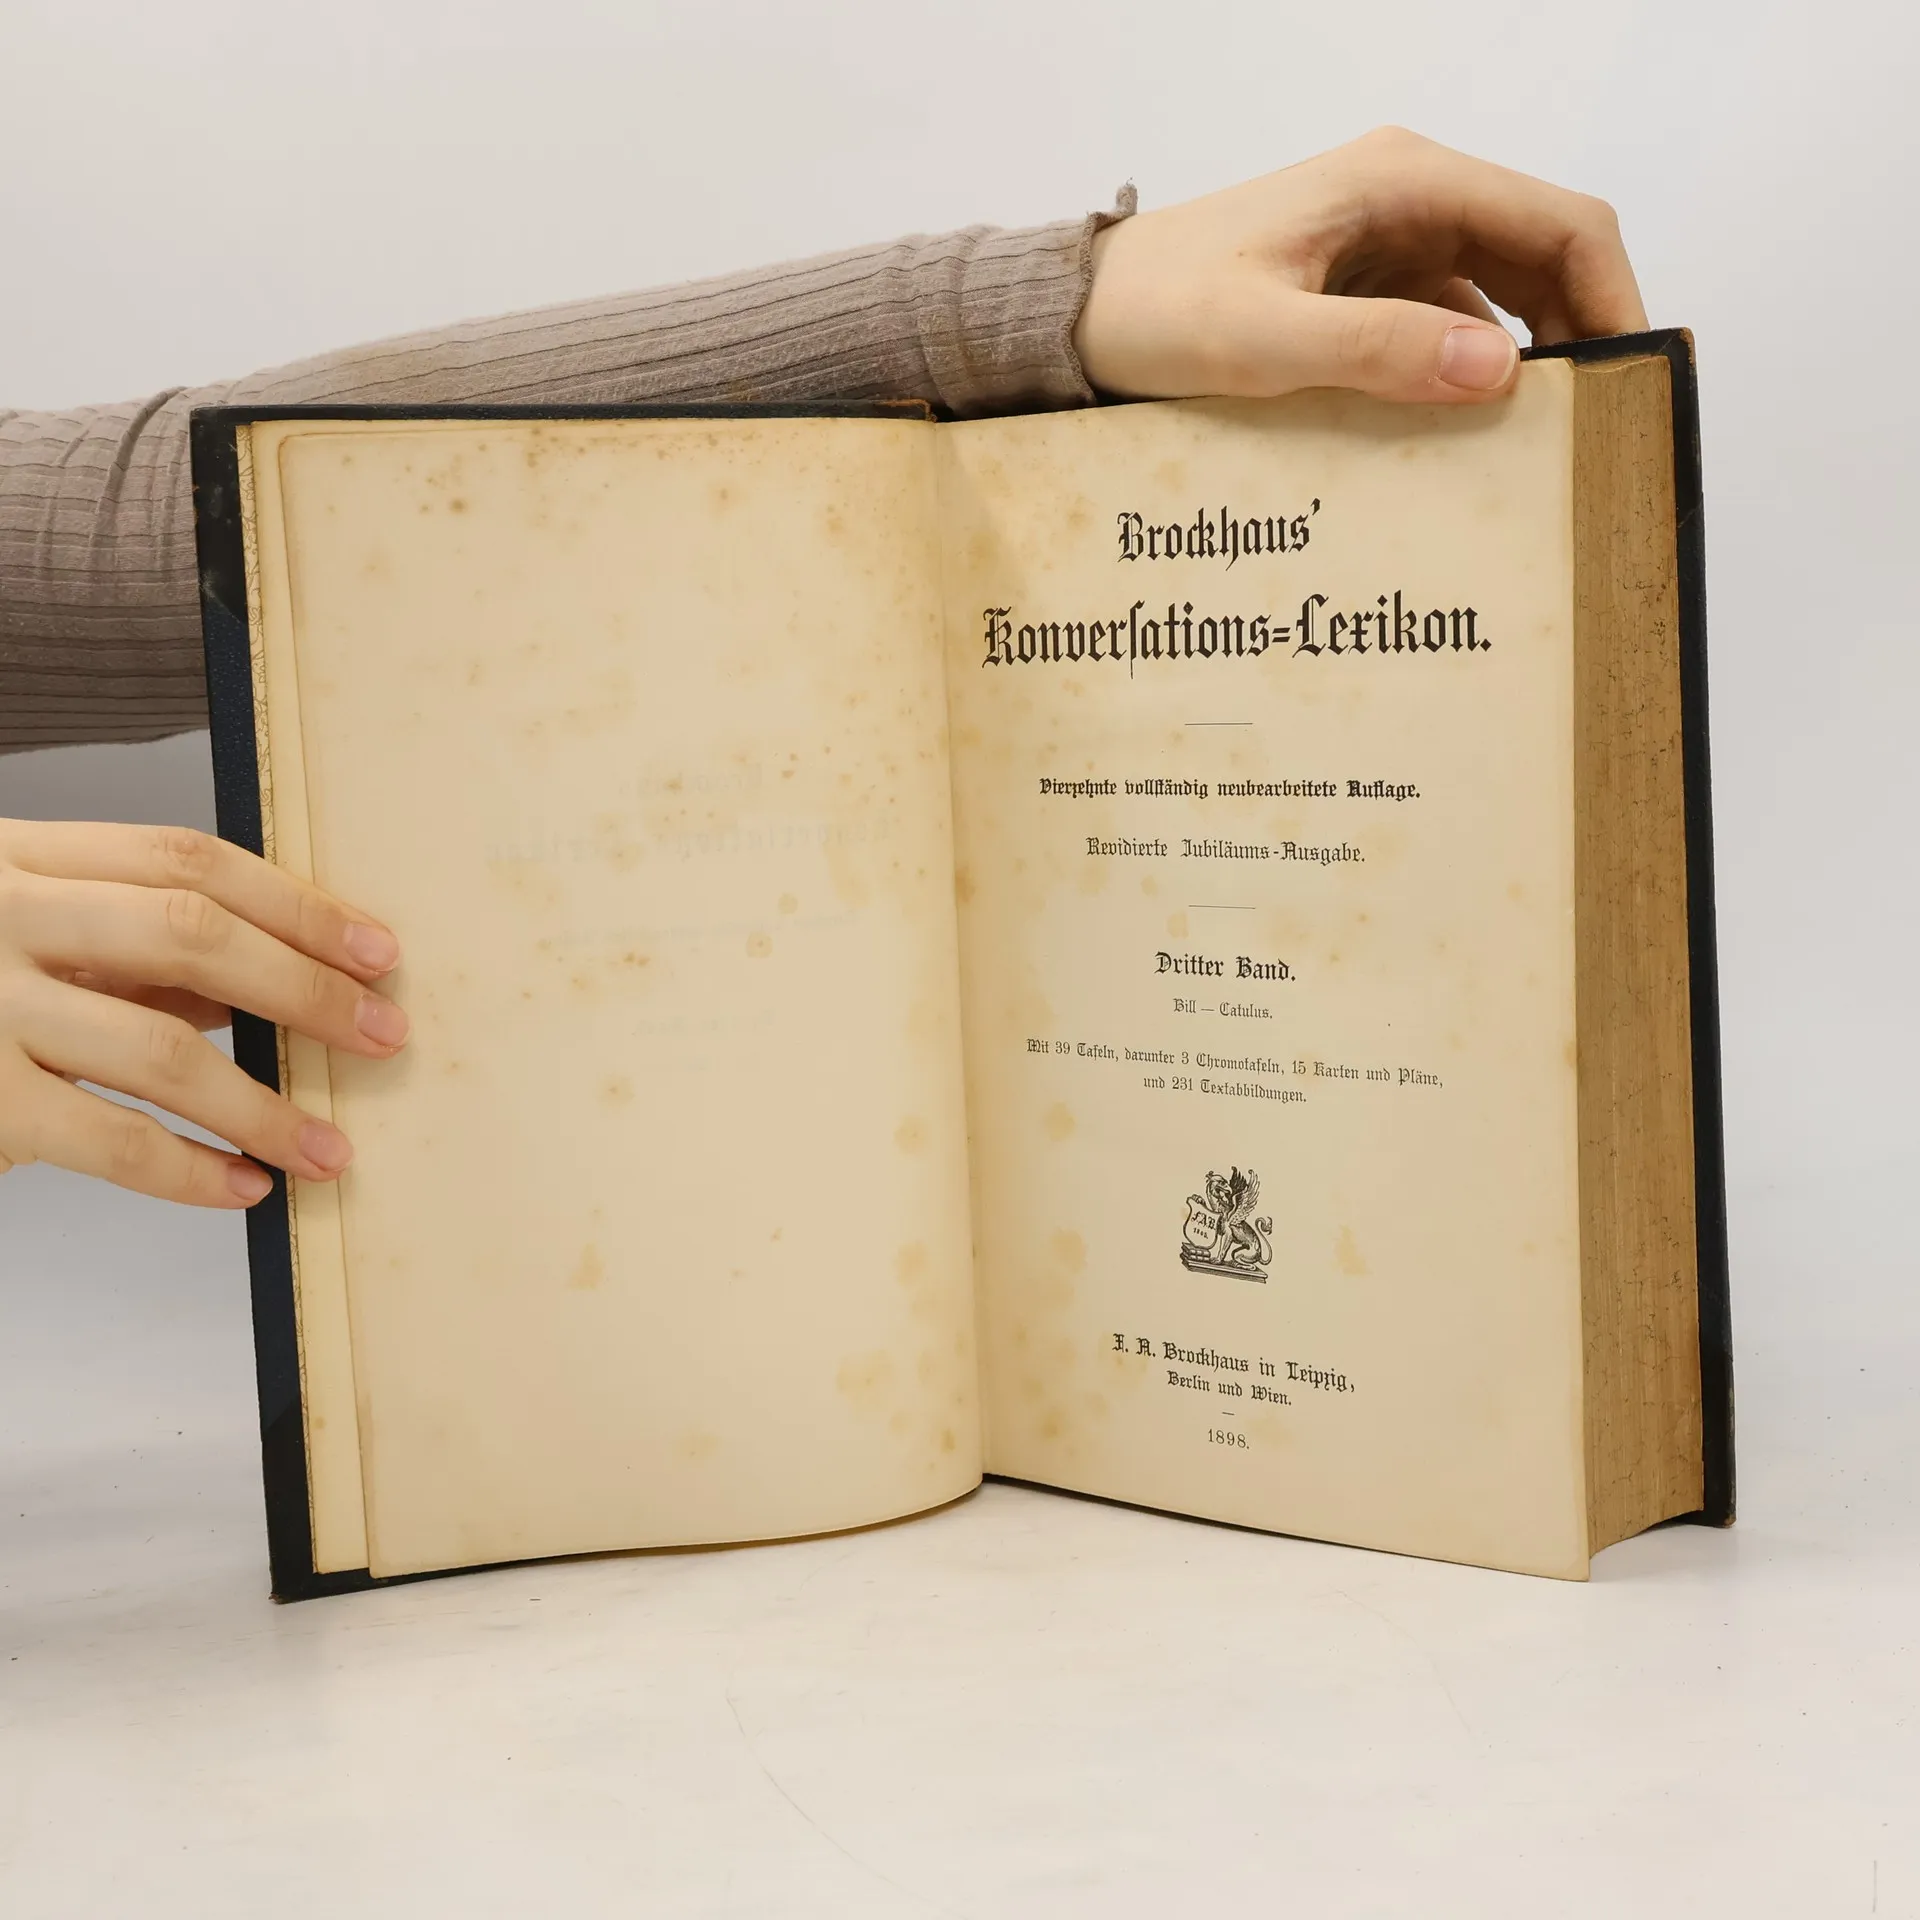 Brockhaus’
Konverſations=Lexikon.
Vierzehnte vollſtändig neubearbeitete Auflage.
Revidierte Jubiläums-Ausgabe.
Dritter Band.
Bill — Catulus.
Mit 39 Tafeln, darunter 3 Chromotafeln, 15 Karten und Pläne,
und 231 Textabbildungen.
F.A.B.
F. A. Brockhaus in Leipzig,
Berlin und Wien.
1898.